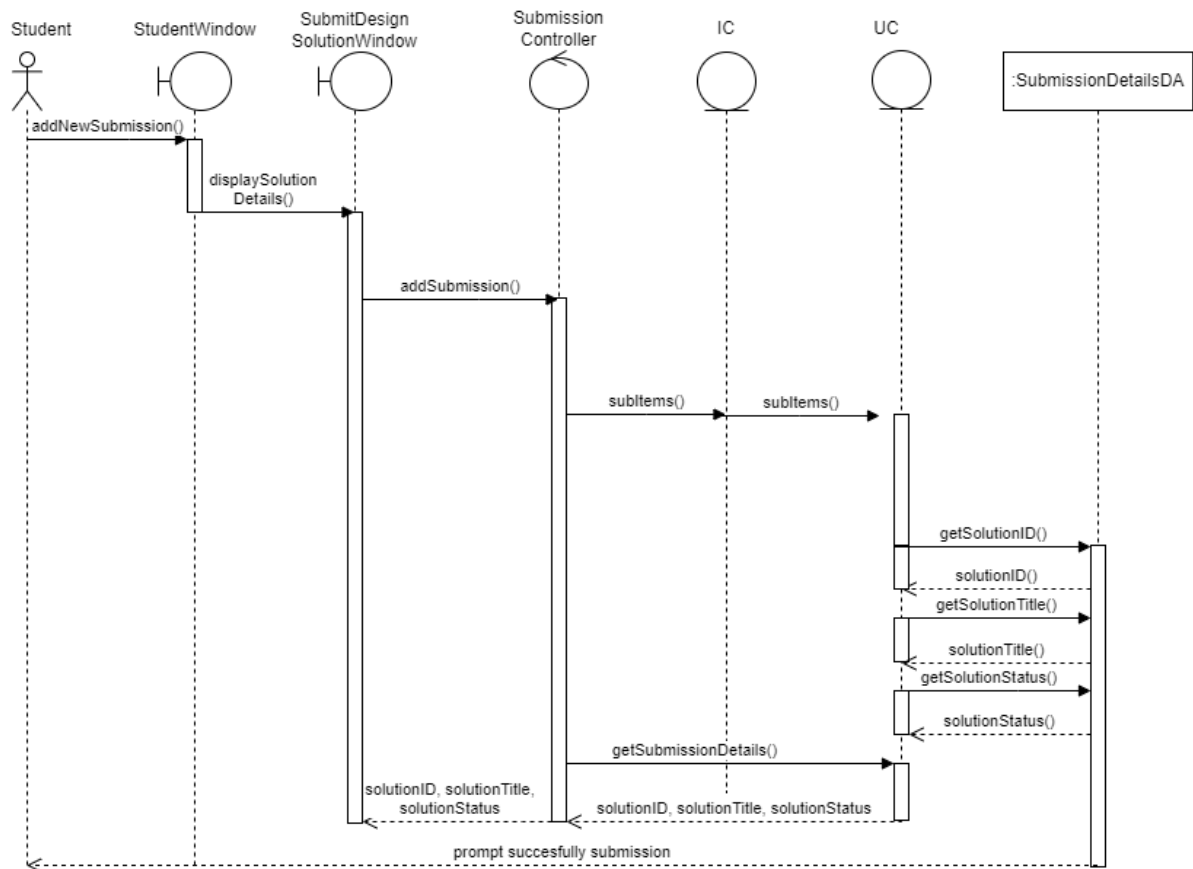 Student
StudentWindow
SubmitDesign
SolutionWindow
Submission
Controller
IC
UC
:SubmissionDetailsDA
addNewSubmission()
displaySolution
Details()
addSubmission()
subItems()
subItems()
getSolutionID()
solutionID()
getSolutionTitle()
solutionTitle()
getSolutionStatus()
solutionStatus()
getSubmissionDetails()
solutionID, solutionTitle,
solutionStatus
solutionID, solutionTitle, solutionStatus
prompt succesfully submission